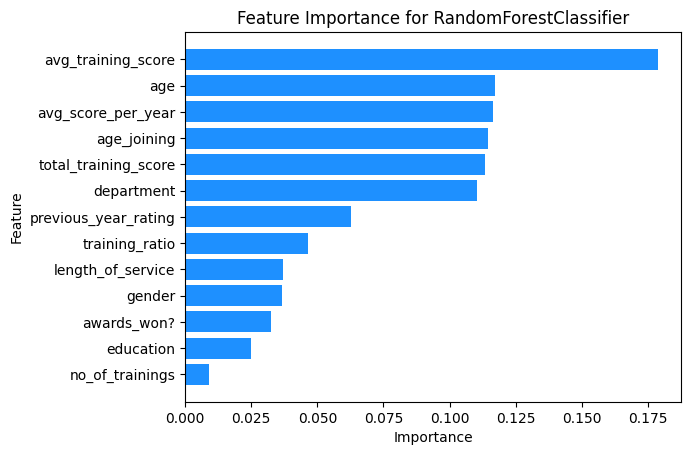 Feature Importance for RandomForestClassifier
avg_training_score
age
avg_score_per_year
age_joining
total_training_score
department
previous_year_rating
training_ratio
length_of_service
gender
awards_won?
education
no_of_trainings
Feature
0.000 0.025 0.050 0.075 0.100 0.125 0.150 0.175
Importance